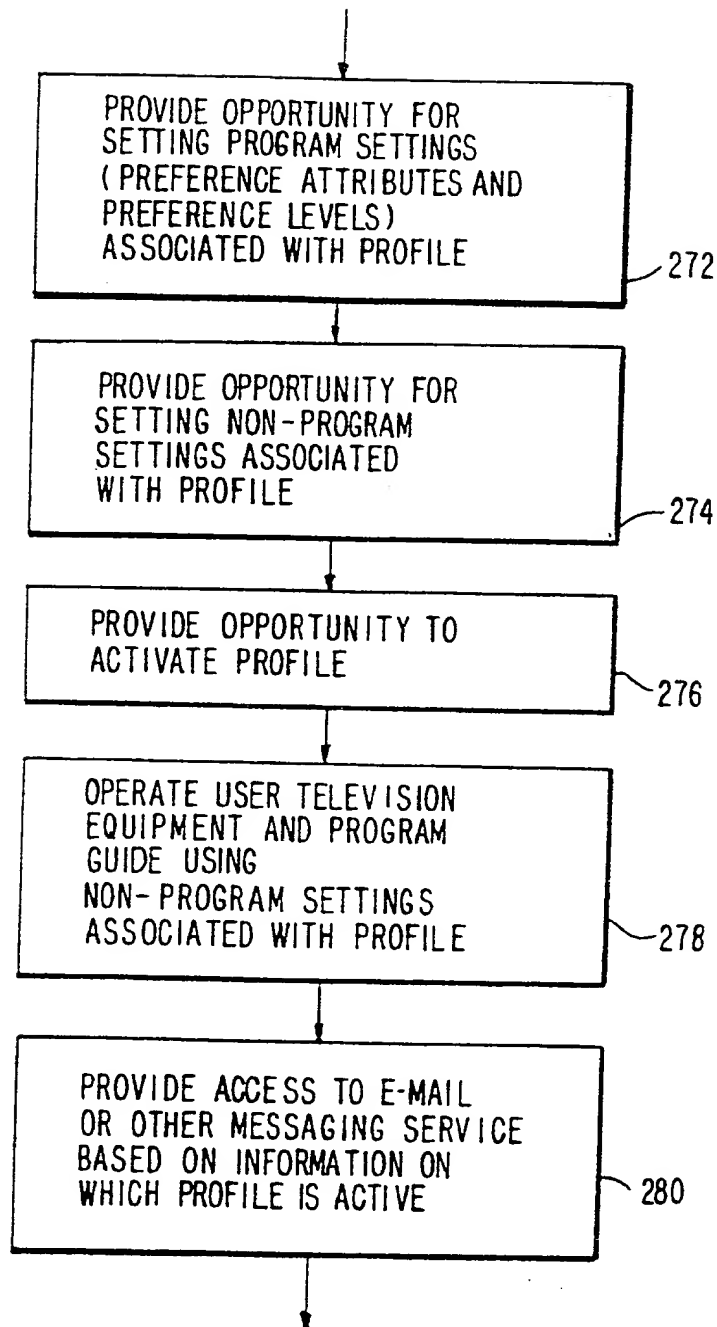 PROVIDE OPPORTUNITY FOR
SETTING PROGRAM SETTINGS
(PREFERENCE ATTRIBUTES AND
PREFERENCE LEVELS)
ASSOCIATED WITH PROFILE
272
PROVIDE OPPORTUNITY FOR
SETTING NON-PROGRAM
SETTINGS ASSOCIATED
WITH PROFILE
274
PROVIDE OPPORTUNITY TO
ACTIVATE PROFILE
276
OPERATE USER TELEVISION
EQUIPMENT AND PROGRAM
GUIDE USING
NON-PROGRAM SETTINGS
ASSOCIATED WITH PROFILE
278
PROVIDE ACCESS TO E-MAIL
OR OTHER MESSAGING SERVICE
BASED ON INFORMATION ON
WHICH PROFILE IS ACTIVE
280